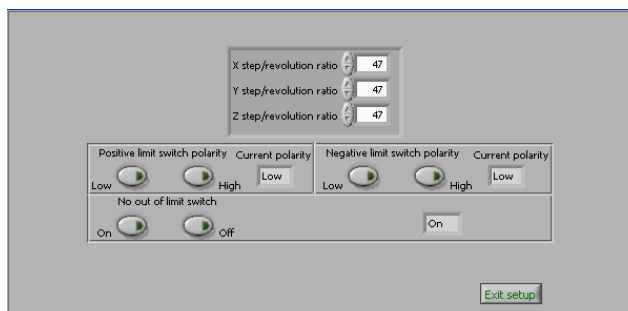 X step/revolution ratio 47
Y step/revolution ratio 47
Z step/revolution ratio 47
Positive limit switch polarity Current polarity Negative limit switch polarity Current polarity
Low High Low Low High Low
No out of limit switch
On Off On
Exit setup